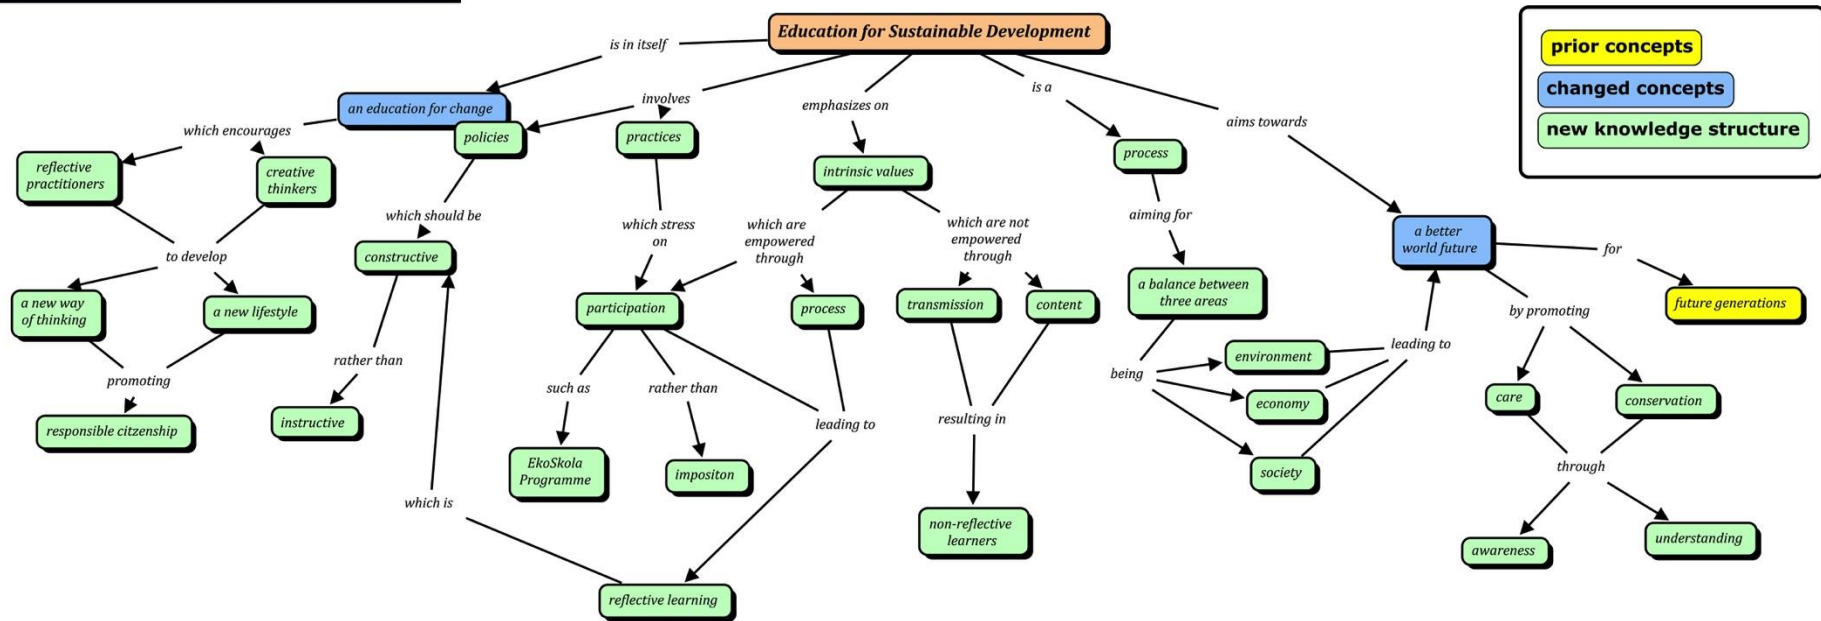 Education for Sustainable Development
prior concepts
changed concepts
new knowledge structure
is in itself
is a
involves
emphasizes on
an education for change
aims towards
which encourages
policies
practices
process
intrinsic values
reflective
practitioners
creative
thinkers
which should be
which stress
on
which are
empowered
through
which are not
empowered
through
aiming for
a better
world future
for
to develop
constructive
a balance between
three areas
a new way
of thinking
a new lifestyle
participation
process
transmission
content
future generations
by promoting
rather than
environment
leading to
being
promoting
such as
rather than
care
conservation
economy
responsible citzenship
instructive
leading to
resulting in
EkoSkola
Programme
impositon
society
through
which is
non-reflective
learners
awareness
understanding
reflective learning